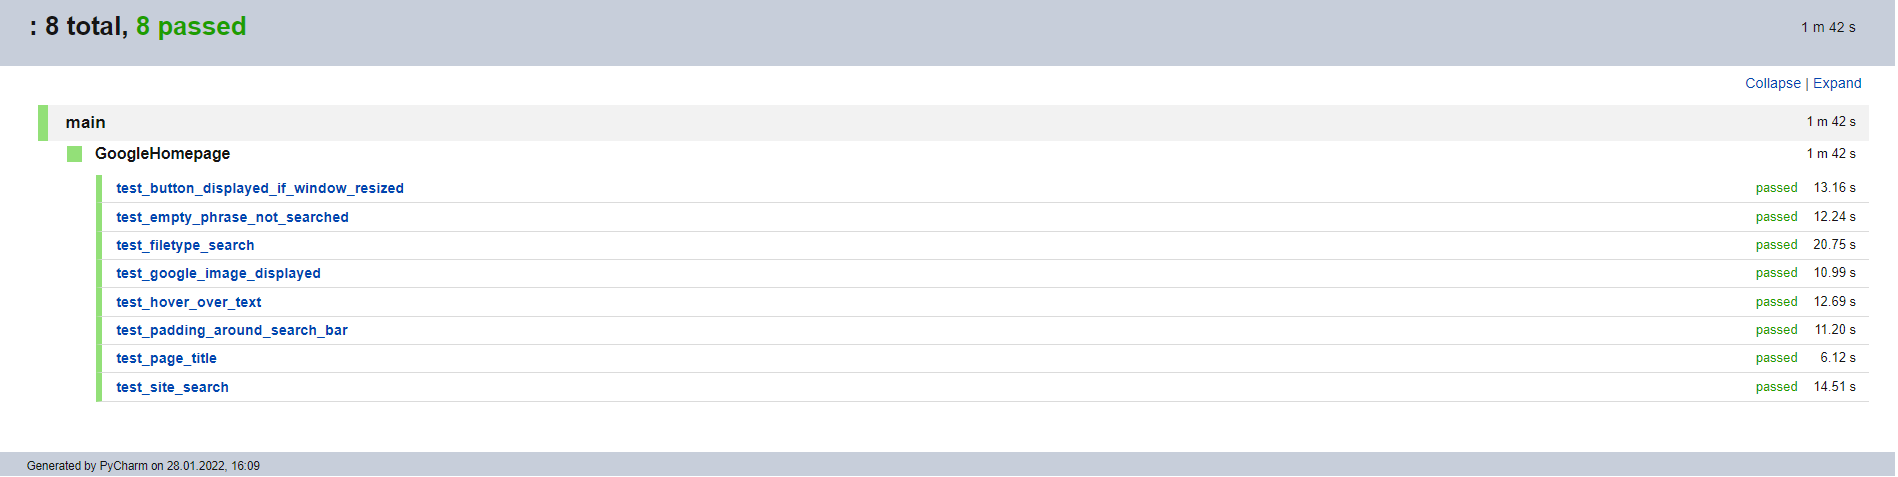 : 8 total, 8 passed 1 m 42 s
Collapse | Expand
main 1 m 42 s
GoogleHomepage 1 m 42 s
test_button_displayed_if_window_resized passed 13.16 s
test_empty_phrase_not_searched passed 12.24 s
test_filetype_search passed 20.75 s
test_google_image_displayed passed 10.99 s
test_hover_over_text passed 12.69 s
test_padding_around_search_bar passed 11.20 s
test_page_title passed 6.12 s
test_site_search passed 14.51 s
Generated by PyCharm on 28.01.2022, 16:09